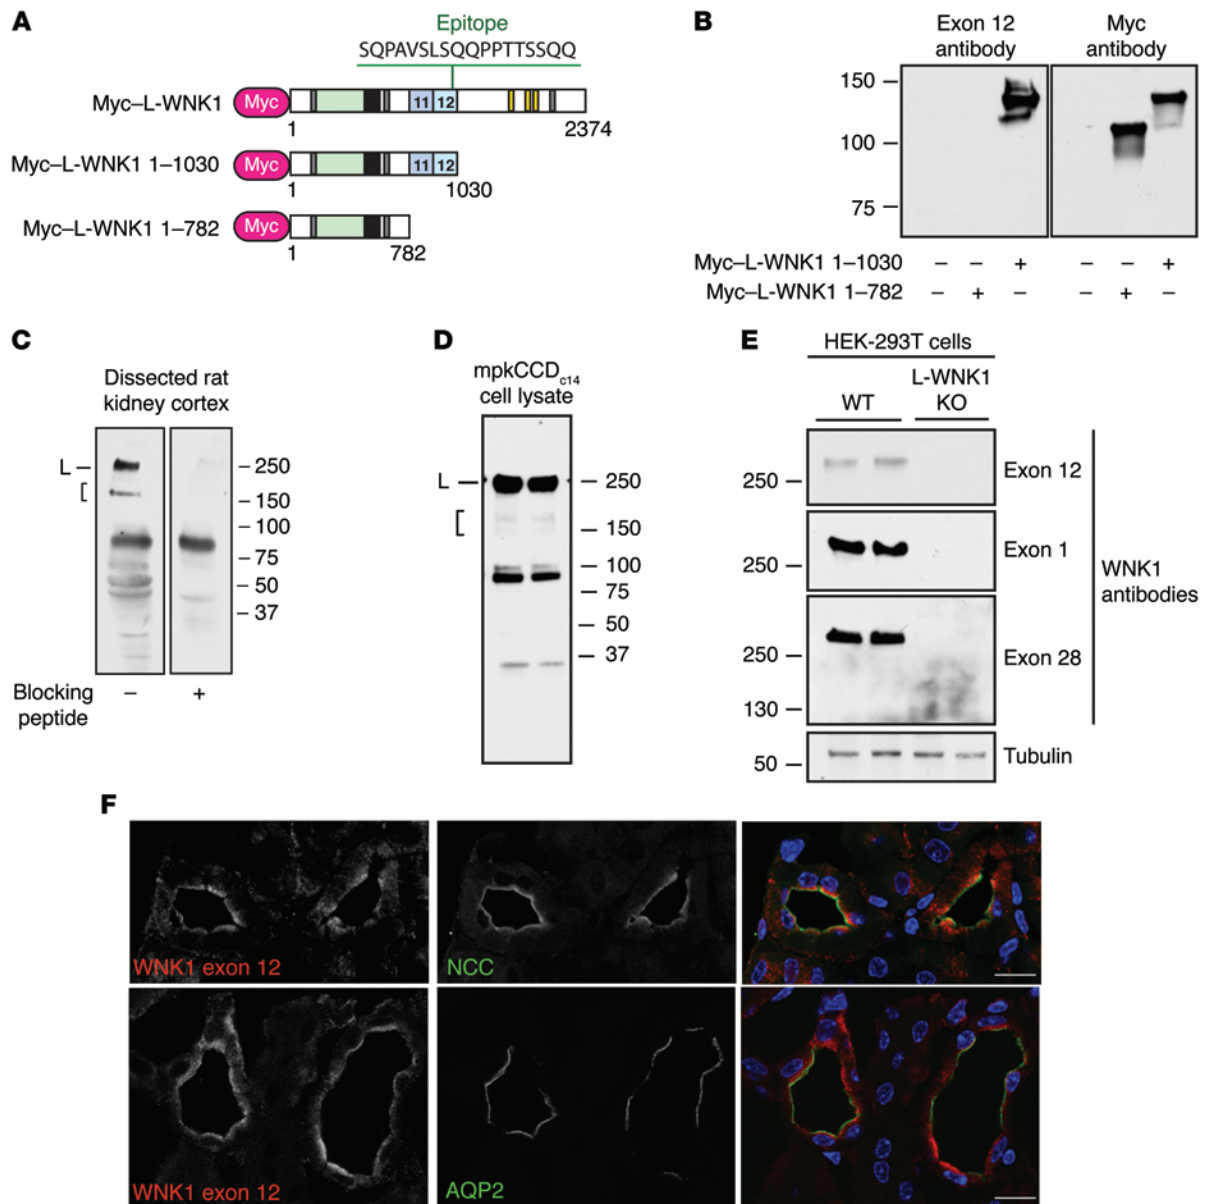 A
Epitope
SQPAVSLSQQPPTTSSQQ
Myc–L-WNK1 Myc 11 12
1 2374
Myc–L-WNK1 1–1030 Myc 11 12
1 1030
Myc–L-WNK1 1–782 Myc
1 782
B
Exon 12 antibody
Myc antibody
150
100
75
Myc–L-WNK1 1–1030 – – + – – +
Myc–L-WNK1 1–782 – + – – + –
C
Dissected rat
kidney cortex
L
250
150
100
75
50
37
Blocking peptide – +
D
mpkCCDc14
cell lysate
L
250
150
100
75
50
37
E
HEK-293T cells
WT
L-WNK1 KO
250 Exon 12
250 Exon 1
250 Exon 28
130
50 Tubulin
WNK1
antibodies
F
WNK1 exon 12 NCC
WNK1 exon 12 AQP2